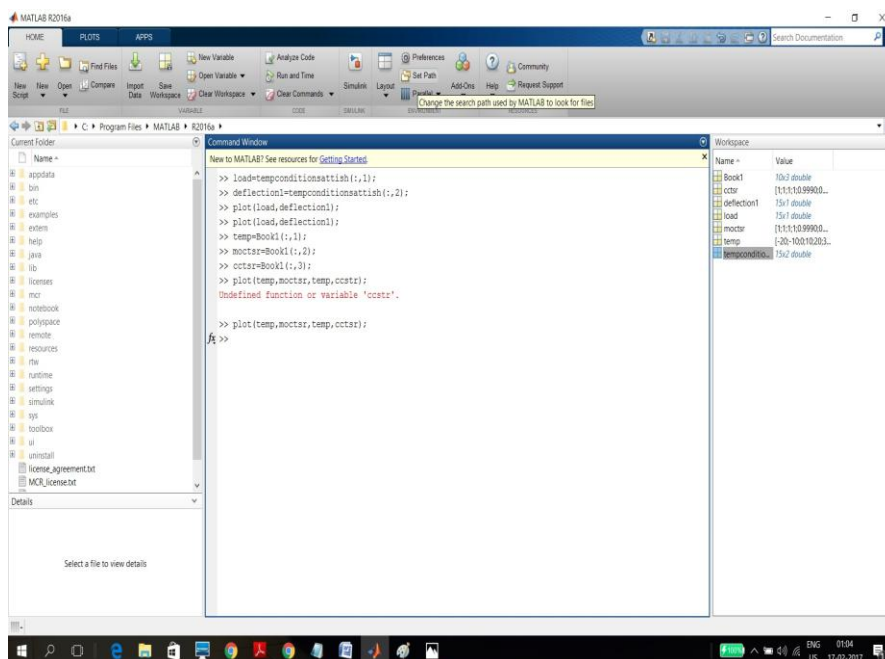 MATLAB R2016a
HOME PLOTS APPS
Search Documentation
New Script
New
Open
Find Files
Compare
Import Data
Save Workspace
New Variable
Open Variable
Clear Workspace
Analyze Code
Run and Time
Clear Commands
Simulink
Layout
Preferences
Set Path
Parallel
Add-Ons
Help
Community
Request Support
FILE VARIABLE CODE SIMULINK ENVIRONMENT RESOURCES
Change the search path used by MATLAB to look for files
C: Program Files MATLAB R2016a
Current Folder
Name
appdata
bin
etc
examples
extern
help
java
lib
licenses
mcr
notebook
polyspace
remote
resources
rtw
runtime
settings
simulink
sys
toolbox
ui
uninstall
license_agreement.txt
MCR_license.txt
Details
Select a file to view details
Command Window
New to MATLAB? See resources for Getting Started.
>> load=tempconditionsattish(:,1);
>> deflection1=tempconditionsattish(:,2);
>> plot(load,deflection1);
>> plot(load,deflection1);
>> temp=Book1(:,1);
>> moctsr=Book1(:,2);
>> cctsr=Book1(:,3);
>> plot(temp,moctsr,temp,ccstr);
Undefined function or variable 'ccstr'.
>> plot(temp,moctsr,temp,cctsr);
fx >>
Workspace
Name Value
Book1 10x3 double
cctsr [1;1;1;1;0.9990;0...
deflection1 15x1 double
load 15x1 double
moctsr [1;1;1;1;0.9990;0...
temp [-20;-10;0;10;20;3...
tempconditio... 15x2 double
100%
ENG
US
01:04
17-02-2017